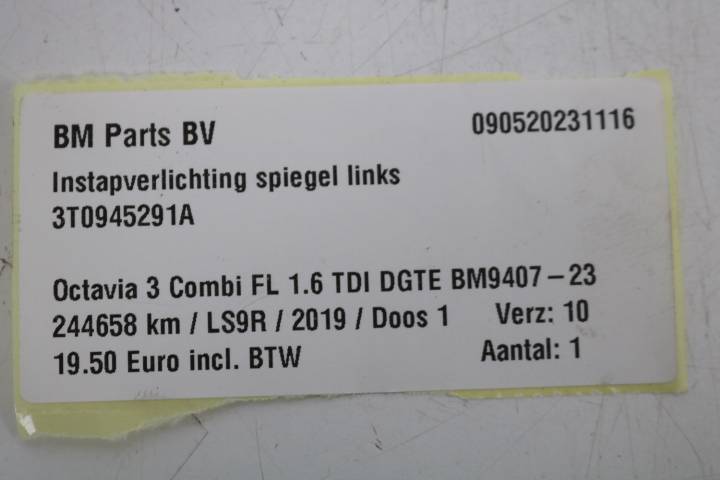 BM Parts BV 090520231116
Instapverlichting spiegel links
3T0945291A
Octavia 3 Combi FL 1.6 TDI DGTE BM9407-23
244658 km / LS9R / 2019 / Doos 1 Verz: 10
19.50 Euro incl. BTW Aantal: 1